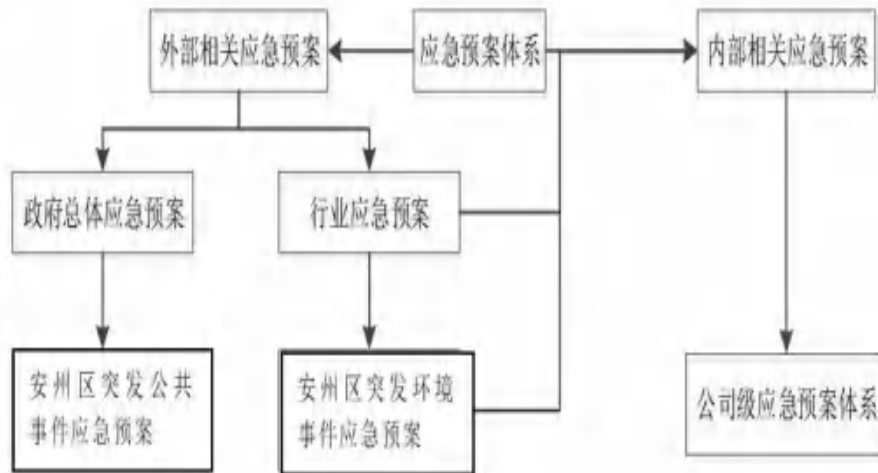 外部相关应急预案
应急预案体系
内部相关应急预案
政府总体应急预案
行业应急预案
安州区突发公共
事件应急预案
安州区突发环境
事件应急预案
公司级应急预案体系